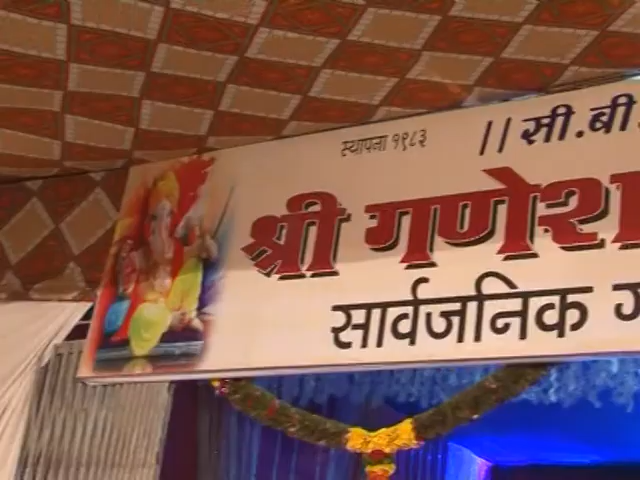 स्थापना १९८३
|| सी.बी.
श्री गणेश
सार्वजनिक